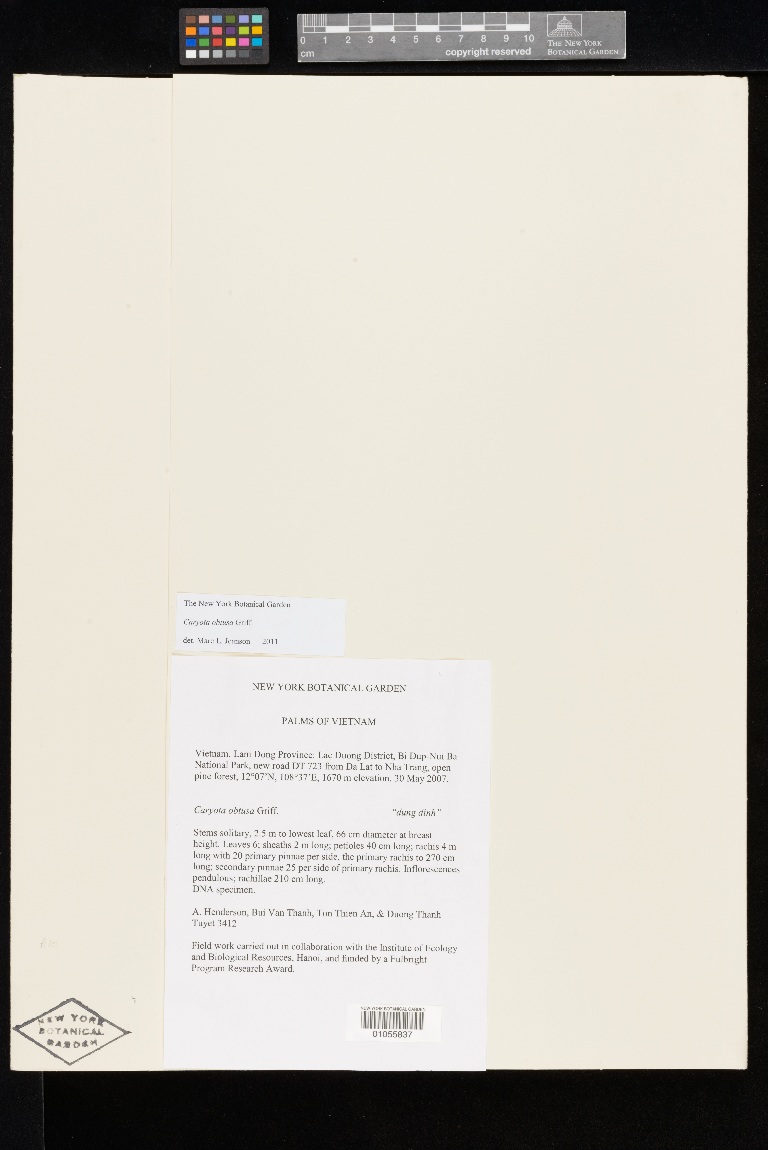 0 1 2 3 4 5 6 7 8 9 10
cm
copyright reserved
THE NEW YORK
BOTANICAL GARDEN
The New York Botanical Garden
Caryota obtusa Griff.
det. Marc L. Jeanson 2011
NEW YORK BOTANICAL GARDEN
PALMS OF VIETNAM
Vietnam. Lam Dong Province. Lac Duong District, Bi Dup-Nui Ba
National Park, new road DT 723 from Da Lat to Nha Trang, open
pine forest, 12°07'N, 108°37'E, 1670 m elevation. 30 May 2007.
Caryota obtusa Griff. "dung dinh"
Stems solitary, 2.5 m to lowest leaf, 66 cm diameter at breast
height. Leaves 6; sheaths 2 m long; petioles 40 cm long; rachis 4 m
long with 20 primary pinnae per side, the primary rachis to 270 cm
long; secondary pinnae 25 per side of primary rachis. Inflorescences
pendulous; rachillae 210 cm long.
DNA specimen.
A. Henderson, Bui Van Thanh, Ton Thien An, & Duong Thanh
Tuyet 3412
Field work carried out in collaboration with the Institute of Ecology
and Biological Resources, Hanoi, and funded by a Fulbright
Program Research Award.
NEW YORK BOTANICAL GARDEN
01055837
NEW YORK
BOTANICAL
GARDEN